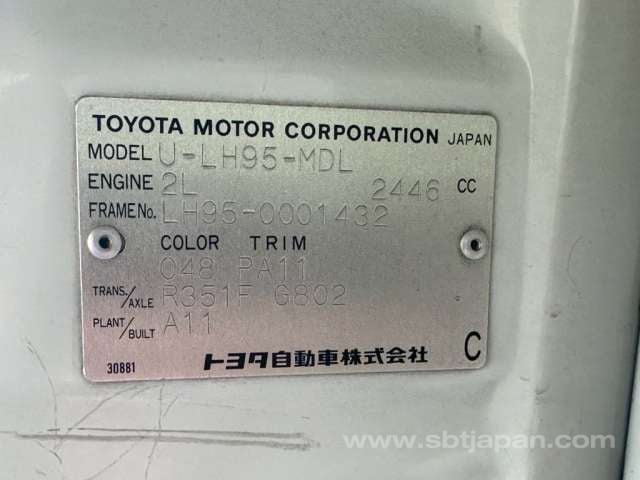 TOYOTA MOTOR CORPORATION JAPAN
MODEL U-LH95-MDL
ENGINE 2L 2446 CC
FRAME No. LH95-0001432
COLOR TRIM
048 PA11
TRANS./AXLE R351F G802
PLANT/BUILT A11
30881 トヨタ自動車株式会社 C
www.sbtjapan.com